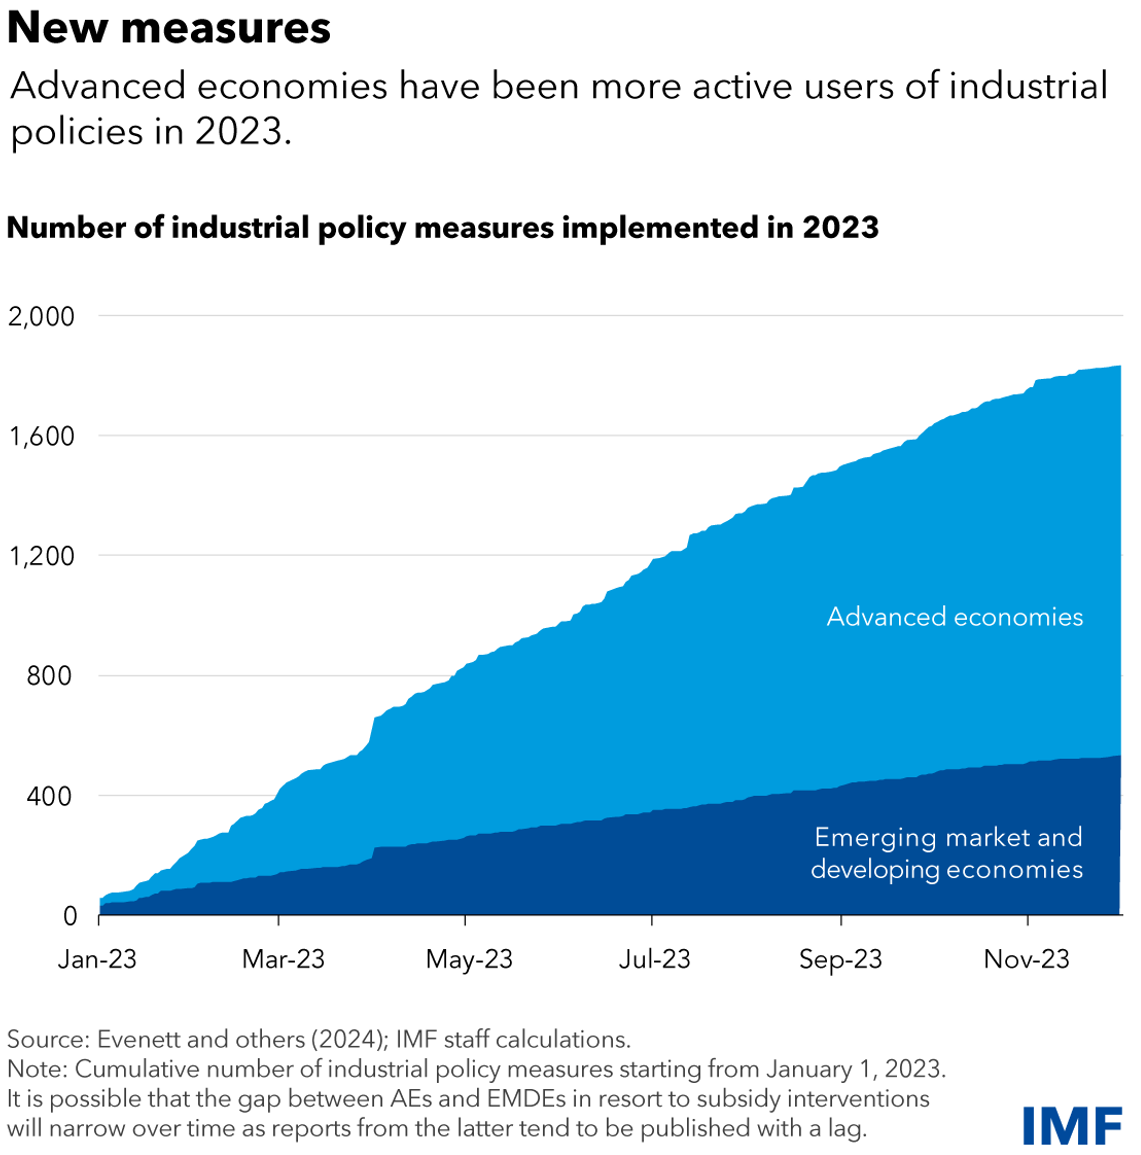 New measures
Advanced economies have been more active users of industrial
policies in 2023.
Number of industrial policy measures implemented in 2023
2,000
1,600
1,200
800
400
0
Advanced economies
Emerging market and
developing economies
Jan-23
Mar-23
May-23
Jul-23
Sep-23
Nov-23
Source: Evenett and others (2024); IMF staff calculations.
Note: Cumulative number of industrial policy measures starting from January 1, 2023.
It is possible that the gap between AEs and EMDEs in resort to subsidy interventions
will narrow over time as reports from the latter tend to be published with a lag.
IMF